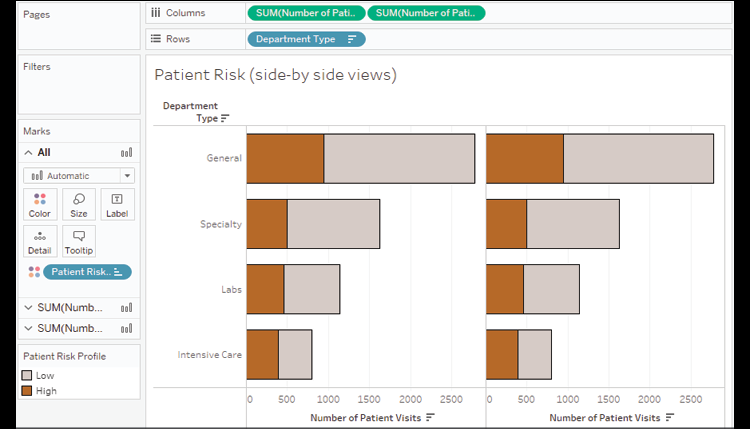 Pages
Columns
SUM(Number of Pati..
SUM(Number of Pati..
Rows
Department Type
Filters
Patient Risk (side-by side views)
Marks
All
Automatic
Color
Size
Label
Detail
Tooltip
Patient Risk..
SUM(Numb...
SUM(Numb...
Patient Risk Profile
Low
High
Department
Type
General
Specialty
Labs
Intensive Care
0 500 1000 1500 2000 2500 0 500 1000 1500 2000 2500
Number of Patient Visits
Number of Patient Visits